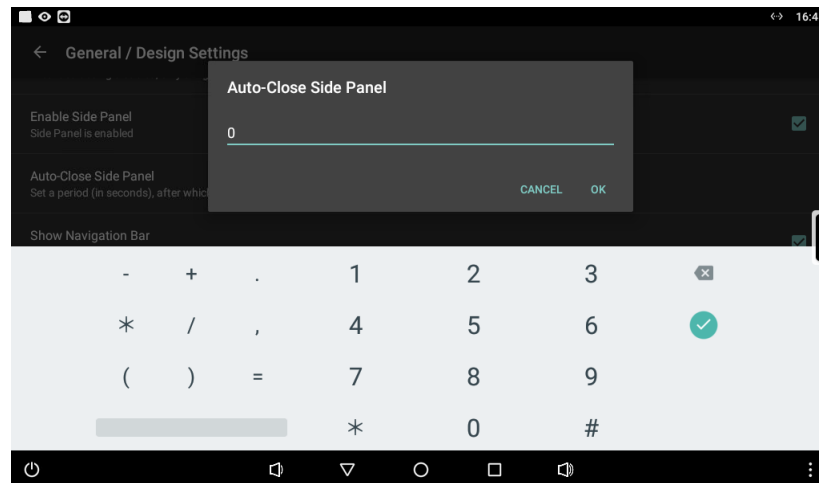 16:4
General / Design Settings
Auto-Close Side Panel
0
CANCEL OK
Enable Side Panel
Side Panel is enabled
Auto-Close Side Panel
Set a period (in seconds), after whic
Show Navigation Bar
- + . 1 2 3
* / , 4 5 6
( ) = 7 8 9
* 0 #